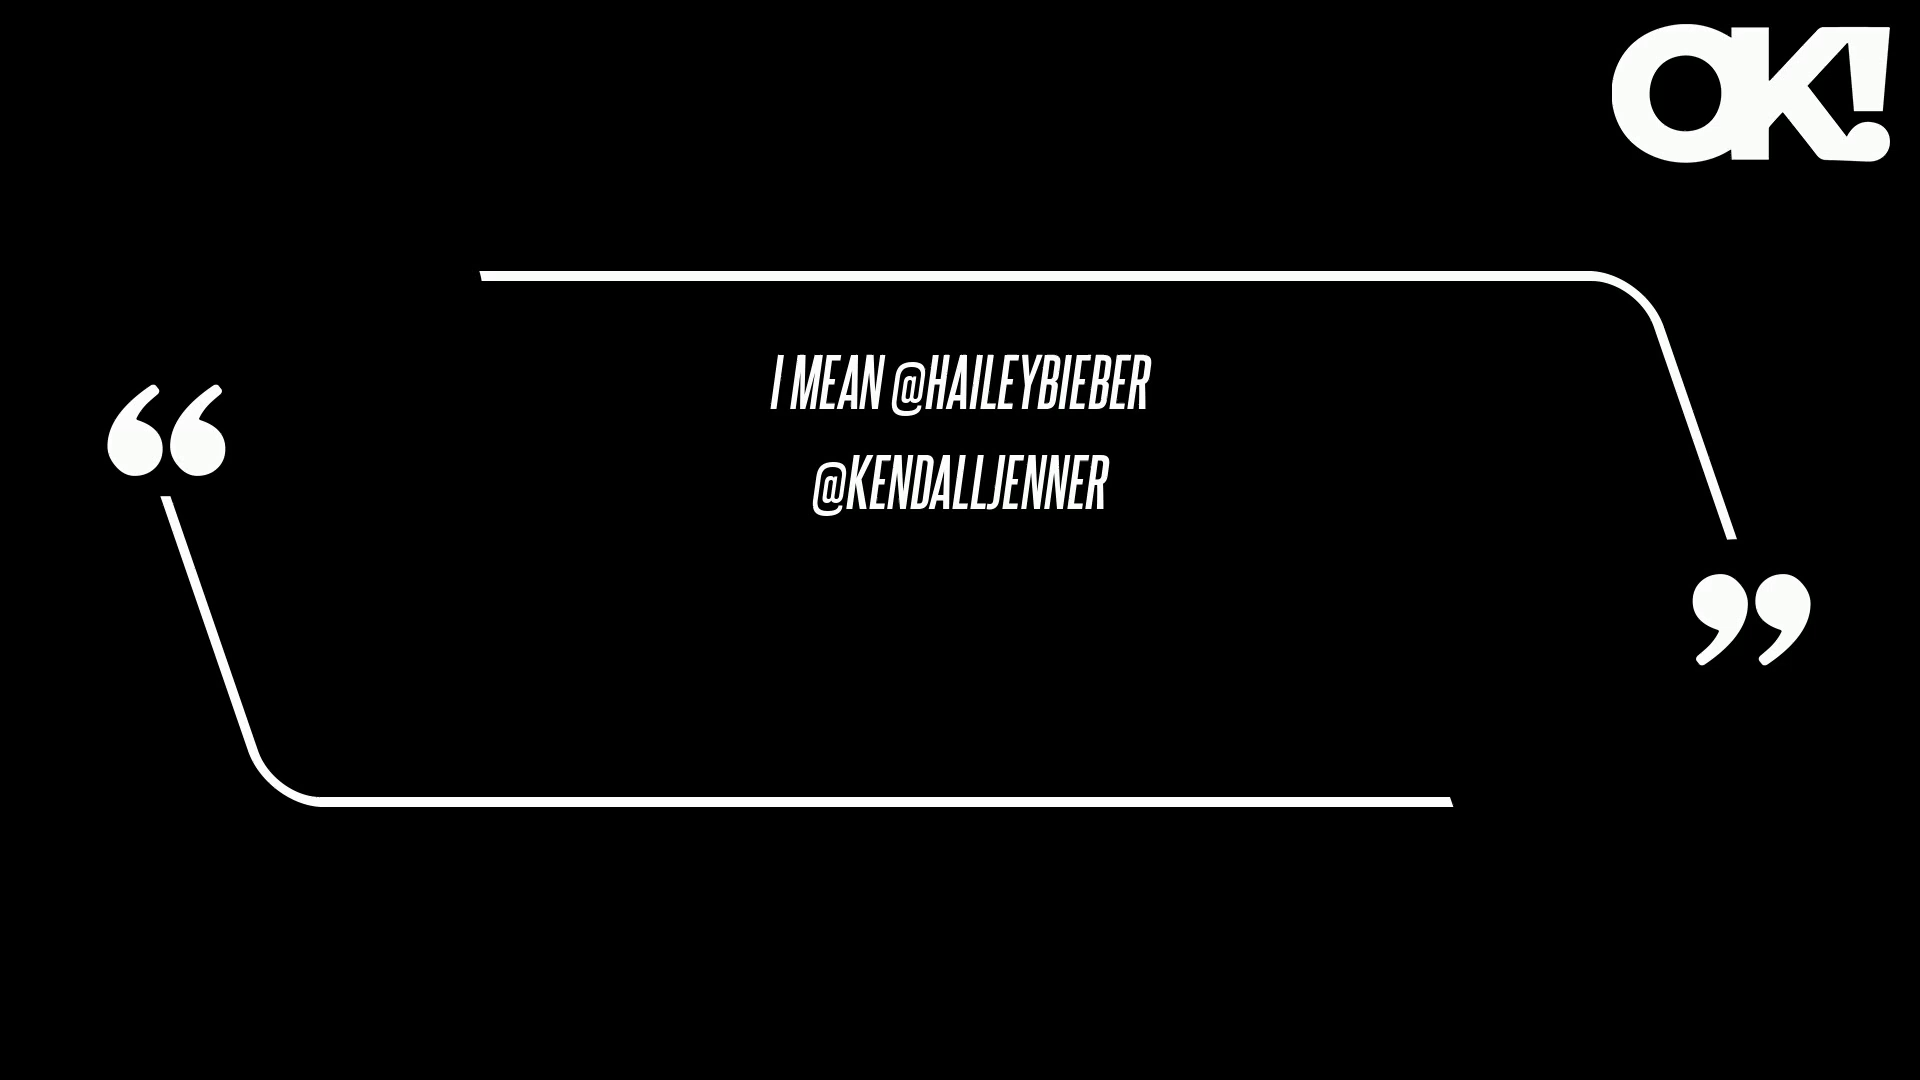 OK!
“
I MEAN @HAILEYBIEBER
@KENDALLJENNER
”